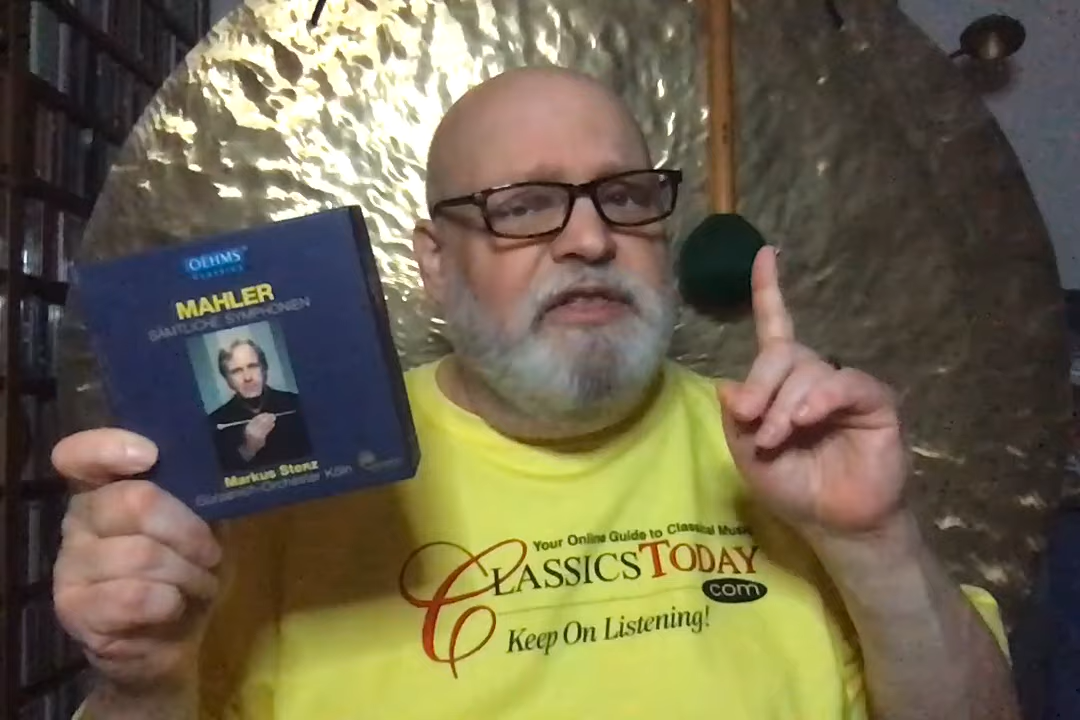 OEHMS
CLASSICS
MAHLER
SÄMTLICHE SYMPHONIEN
Markus Stenz
Gürzenich-Orchester Köln
Your Online Guide to Classical Music
CLASSICSTODAY
com
Keep On Listening!